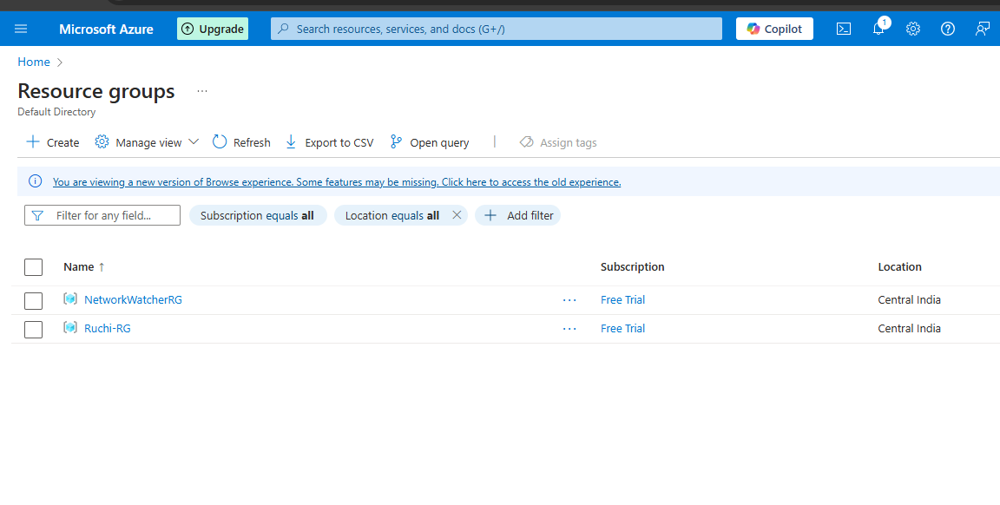 Microsoft Azure Upgrade Search resources, services, and docs (G+/) Copilot 1
Home
Resource groups ...
Default Directory
Create Manage view Refresh Export to CSV Open query Assign tags
You are viewing a new version of Browse experience. Some features may be missing. Click here to access the old experience.
Filter for any field... Subscription equals all Location equals all Add filter
Name ↑ Subscription Location
NetworkWatcherRG ... Free Trial Central India
Ruchi-RG ... Free Trial Central India